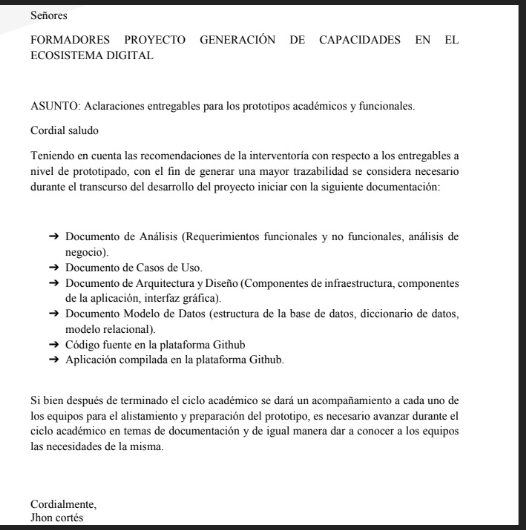 Señores
FORMADORES PROYECTO GENERACIÓN DE CAPACIDADES EN EL
ECOSISTEMA DIGITAL
ASUNTO: Aclaraciones entregables para los prototipos académicos y funcionales.
Cordial saludo
Teniendo en cuenta las recomendaciones de la interventoría con respecto a los entregables a
nivel de prototipado, con el fin de generar una mayor trazabilidad se considera necesario
durante el transcurso del desarrollo del proyecto iniciar con la siguiente documentación:
➔ Documento de Análisis (Requerimientos funcionales y no funcionales, análisis de
negocio).
➔ Documento de Casos de Uso.
➔ Documento de Arquitectura y Diseño (Componentes de infraestructura, componentes
de la aplicación, interfaz gráfica).
➔ Documento Modelo de Datos (estructura de la base de datos, diccionario de datos,
modelo relacional).
➔ Código fuente en la plataforma Github
➔ Aplicación compilada en la plataforma Github.
Si bien después de terminado el ciclo académico se dará un acompañamiento a cada uno de
los equipos para el alistamiento y preparación del prototipo, es necesario avanzar durante el
ciclo académico en temas de documentación y de igual manera dar a conocer a los equipos
las necesidades de la misma.
Cordialmente,
Jhon cortés